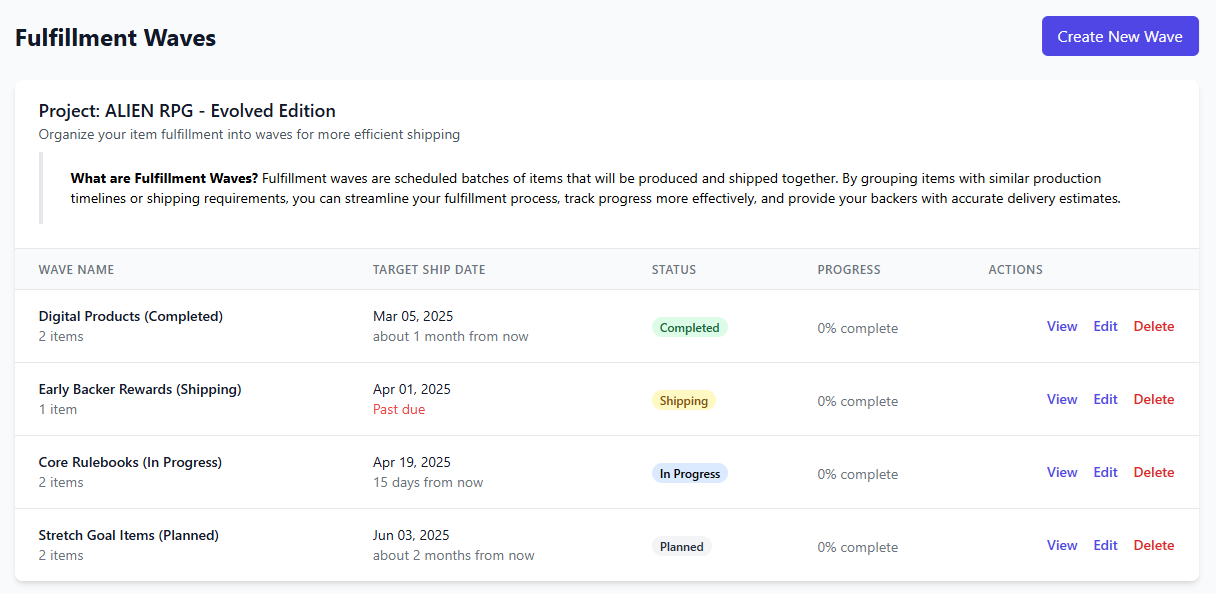 Fulfillment Waves
Create New Wave
Project: ALIEN RPG - Evolved Edition
Organize your item fulfillment into waves for more efficient shipping
What are Fulfillment Waves? Fulfillment waves are scheduled batches of items that will be produced and shipped together. By grouping items with similar production
timelines or shipping requirements, you can streamline your fulfillment process, track progress more effectively, and provide your backers with accurate delivery estimates.
WAVE NAME TARGET SHIP DATE STATUS PROGRESS ACTIONS
Digital Products (Completed) Mar 05, 2025
2 items about 1 month from now
Completed 0% complete View Edit Delete
Early Backer Rewards (Shipping) Apr 01, 2025
1 item Past due
Shipping 0% complete View Edit Delete
Core Rulebooks (In Progress) Apr 19, 2025
2 items 15 days from now
In Progress 0% complete View Edit Delete
Stretch Goal Items (Planned) Jun 03, 2025
2 items about 2 months from now
Planned 0% complete View Edit Delete